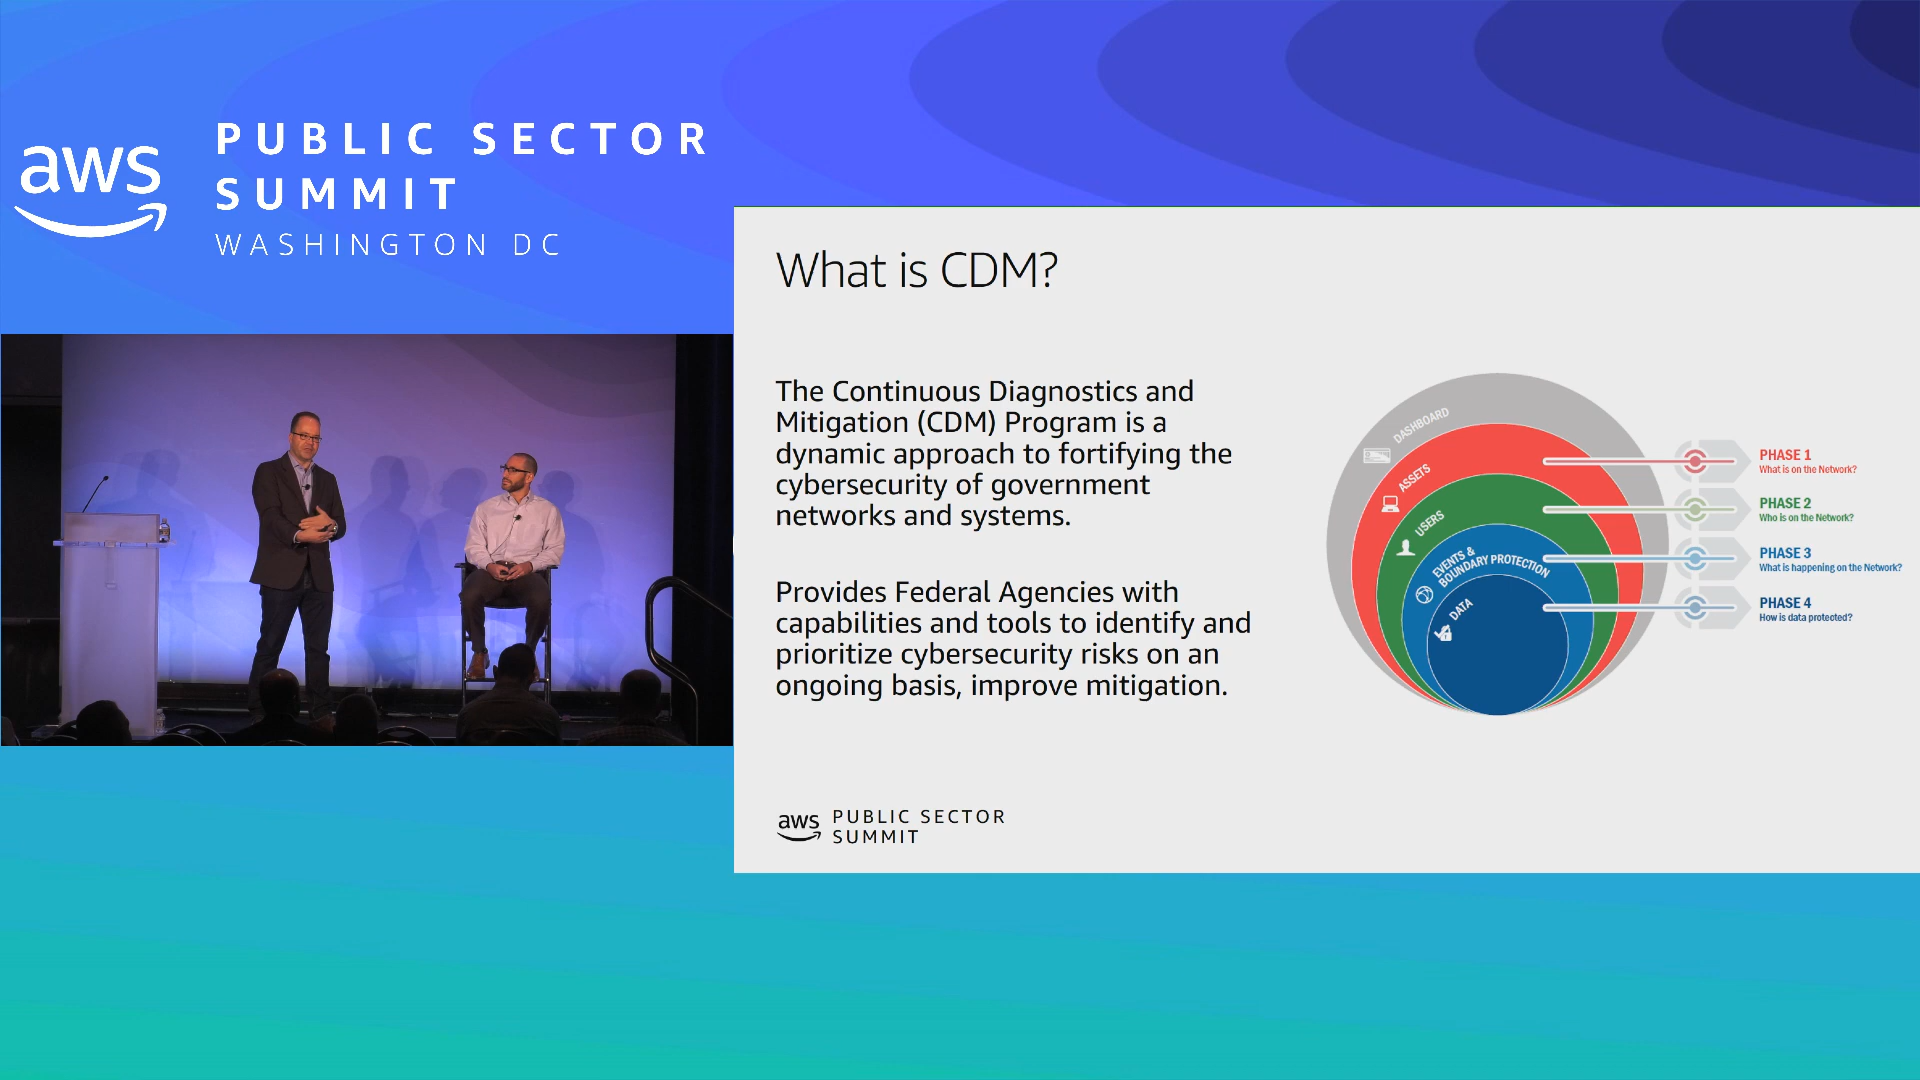 aws
PUBLIC SECTOR
SUMMIT
WASHINGTON DC
What is CDM?
The Continuous Diagnostics and
Mitigation (CDM) Program is a
dynamic approach to fortifying the
cybersecurity of government
networks and systems.
Provides Federal Agencies with
capabilities and tools to identify and
prioritize cybersecurity risks on an
ongoing basis, improve mitigation.
DASHBOARD
ASSETS
USERS
EVENTS &
BOUNDARY PROTECTION
DATA
PHASE 1
What is on the Network?
PHASE 2
Who is on the Network?
PHASE 3
What is happening on the Network?
PHASE 4
How is data protected?
aws
PUBLIC SECTOR
SUMMIT